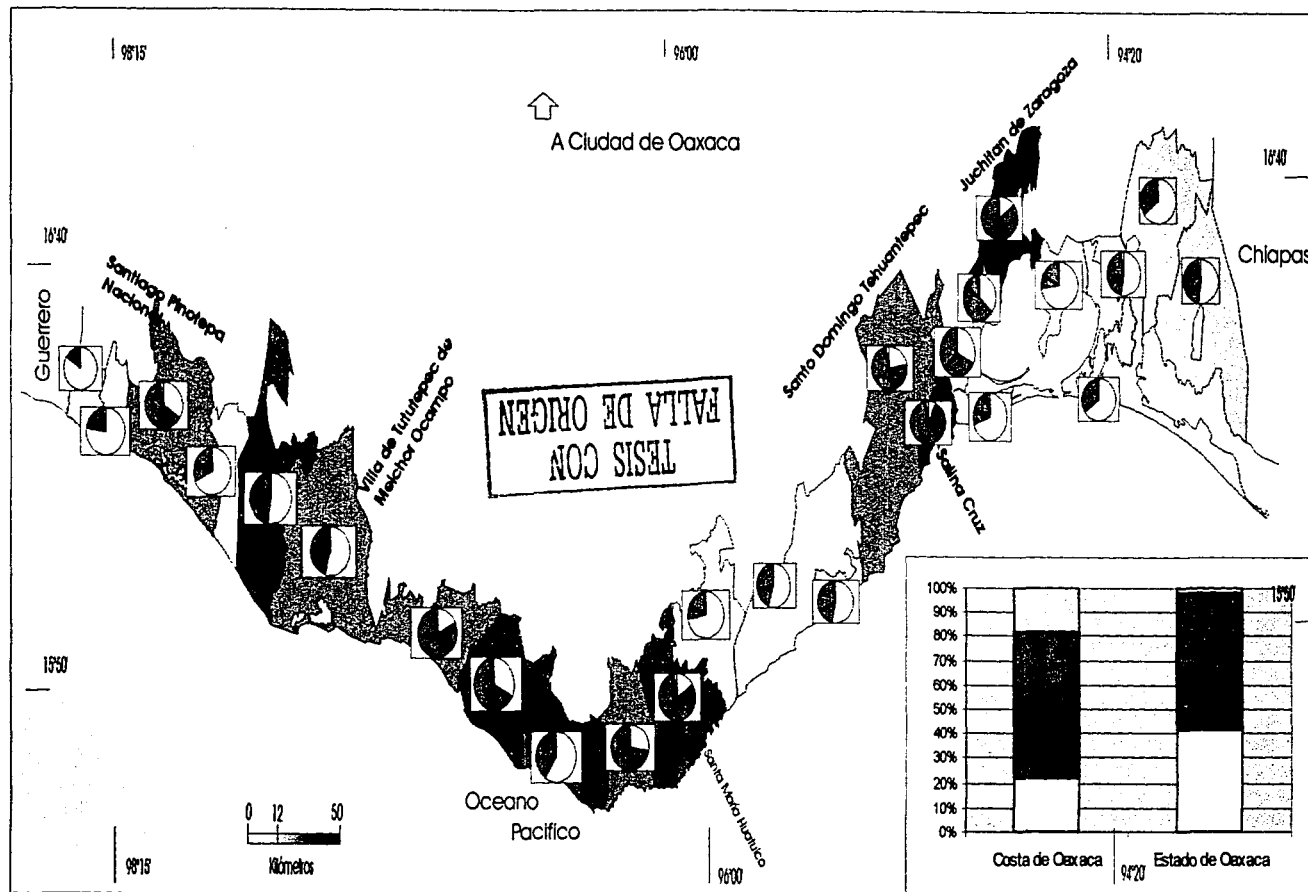 98°15'
96°00'
94°20'
A Ciudad de Oaxaca
Juchitan de Zaragoza
16°40'
16°40'
Santo Domingo Tehuantepec
Chiapas
Guerrero
Santiago Pinotepa
Nacional
Villa de Tututepec de
Melchor Ocampo
TESIS CON
FALLA DE ORIGEN
Salina Cruz
15°50'
15°50'
Oceano
Pacifico
Santa María Huatulco
0 12 50
Kilómetros
98°15'
96°00'
100%
90%
80%
70%
60%
50%
40%
30%
20%
10%
0%
Costa de Oaxaca
Estado de Oaxaca
94°20'